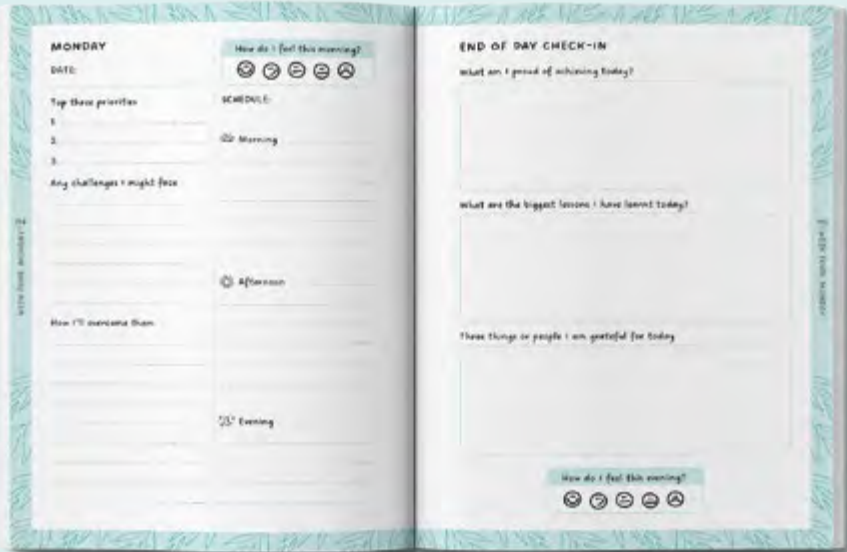 MONDAY
DATE:
Top three priorities
1.
2.
3.
Any challenges I might face
How I'll overcome them
How do I feel this morning?
SCHEDULE:
Morning
Afternoon
Evening
END OF DAY CHECK-IN
What am I proud of achieving today?
What are the biggest lessons I have learnt today?
Three things or people I am grateful for today
How do I feel this evening?